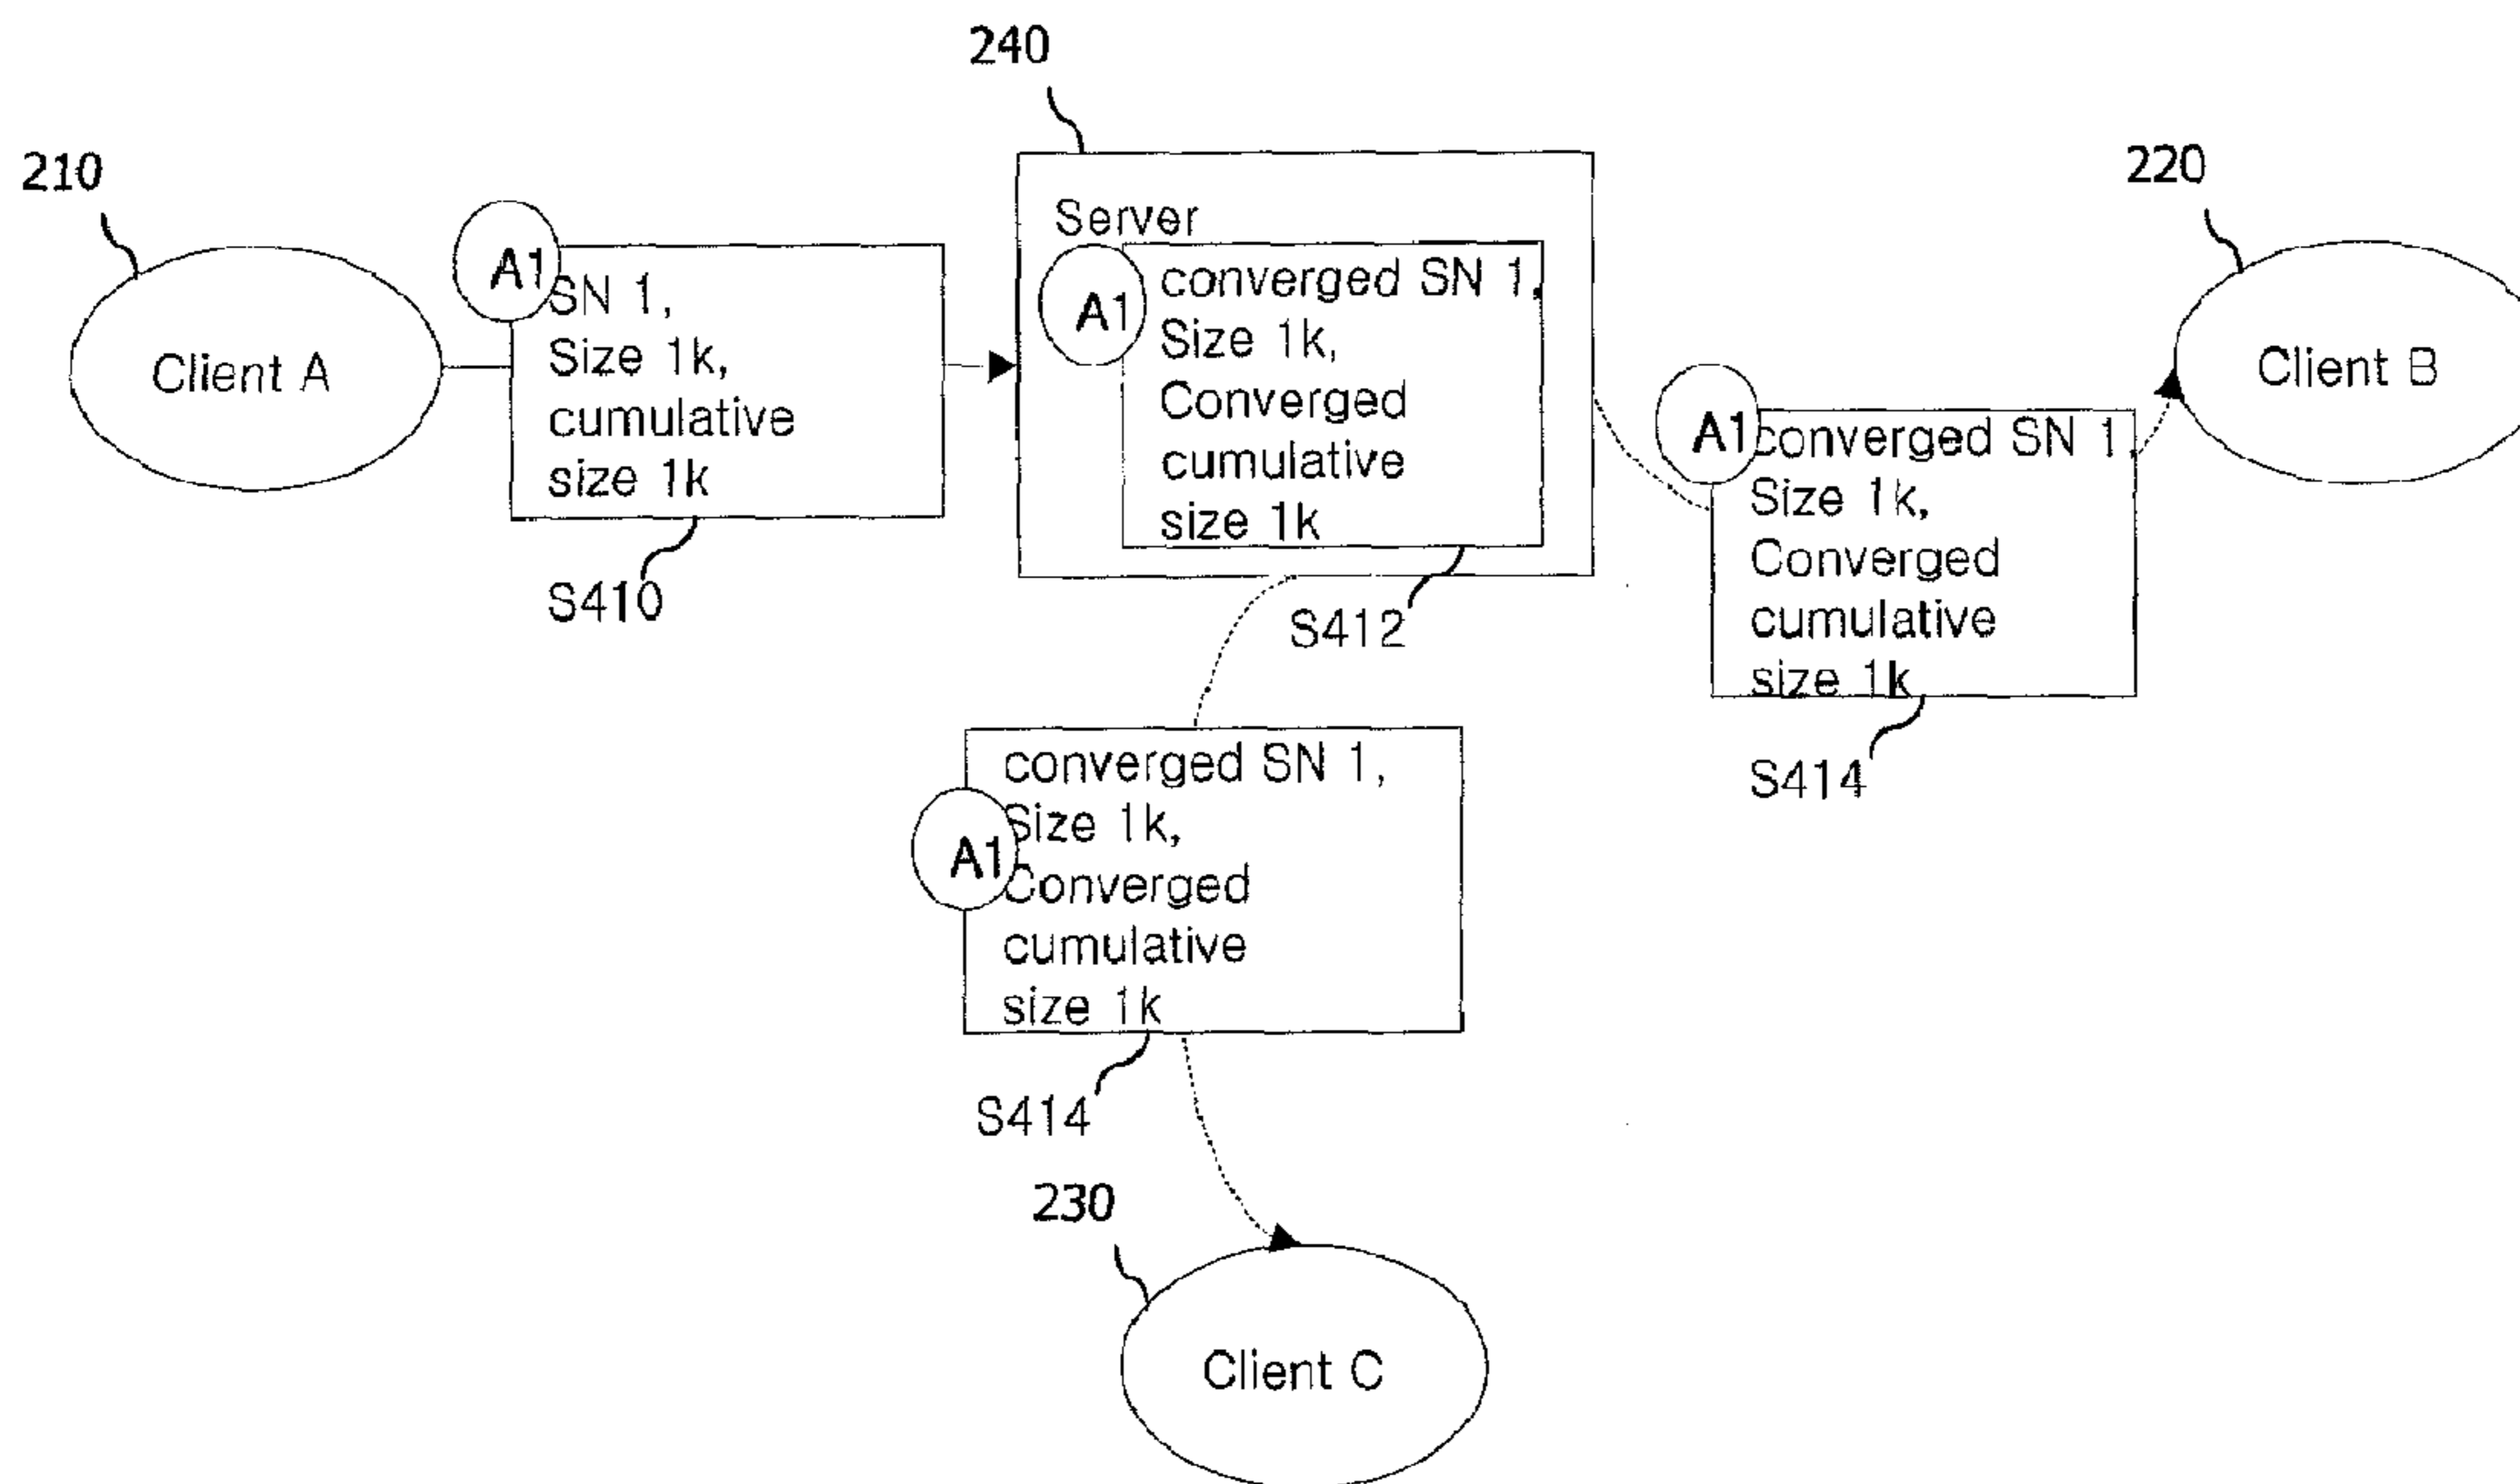 240
210
220
Server
A1
SN 1,
Size 1k,
cumulative
size 1k
S410
Client A
A1
converged SN 1,
Size 1k,
Converged
cumulative
size 1k
S412
Client B
A1
converged SN 1,
Size 1k,
Converged
cumulative
size 1k
S414
A1
converged SN 1,
Size 1k,
Converged
cumulative
size 1k
S414
230
Client C